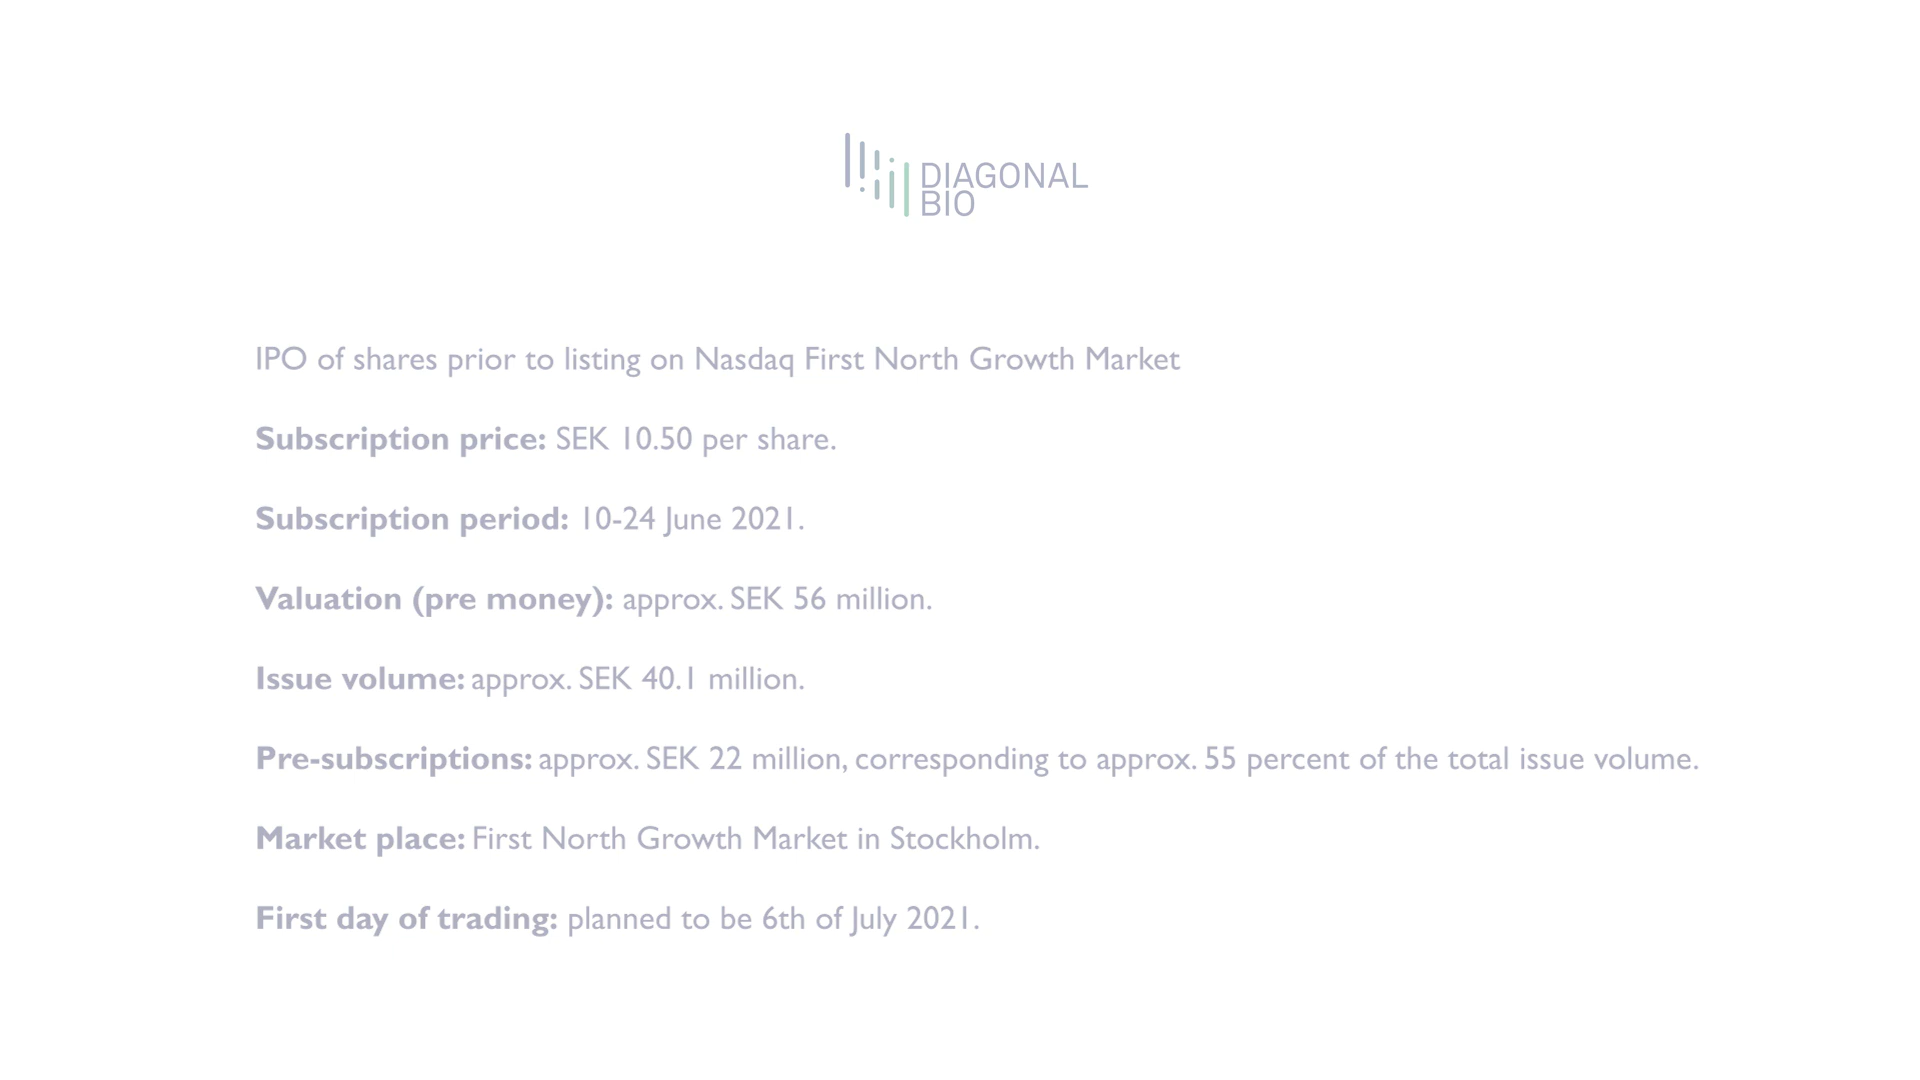 DIAGONAL
BIO
IPO of shares prior to listing on Nasdaq First North Growth Market
Subscription price: SEK 10.50 per share.
Subscription period: 10-24 June 2021.
Valuation (pre money): approx. SEK 56 million.
Issue volume: approx. SEK 40.1 million.
Pre-subscriptions: approx. SEK 22 million, corresponding to approx. 55 percent of the total issue volume.
Market place: First North Growth Market in Stockholm.
First day of trading: planned to be 6th of July 2021.